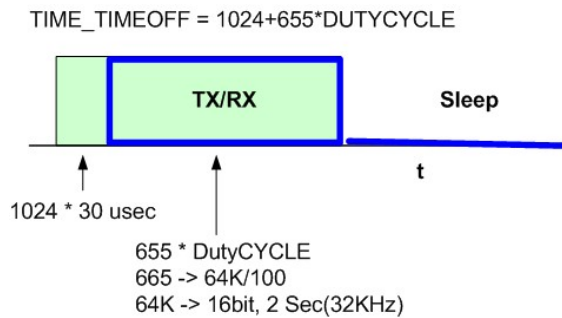 TIME_TIMEOFF = 1024+655*DUTYCYCLE
TX/RX
Sleep
t
1024 * 30 usec
655 * DutyCYCLE
665 -> 64K/100
64K -> 16bit, 2 Sec(32KHz)